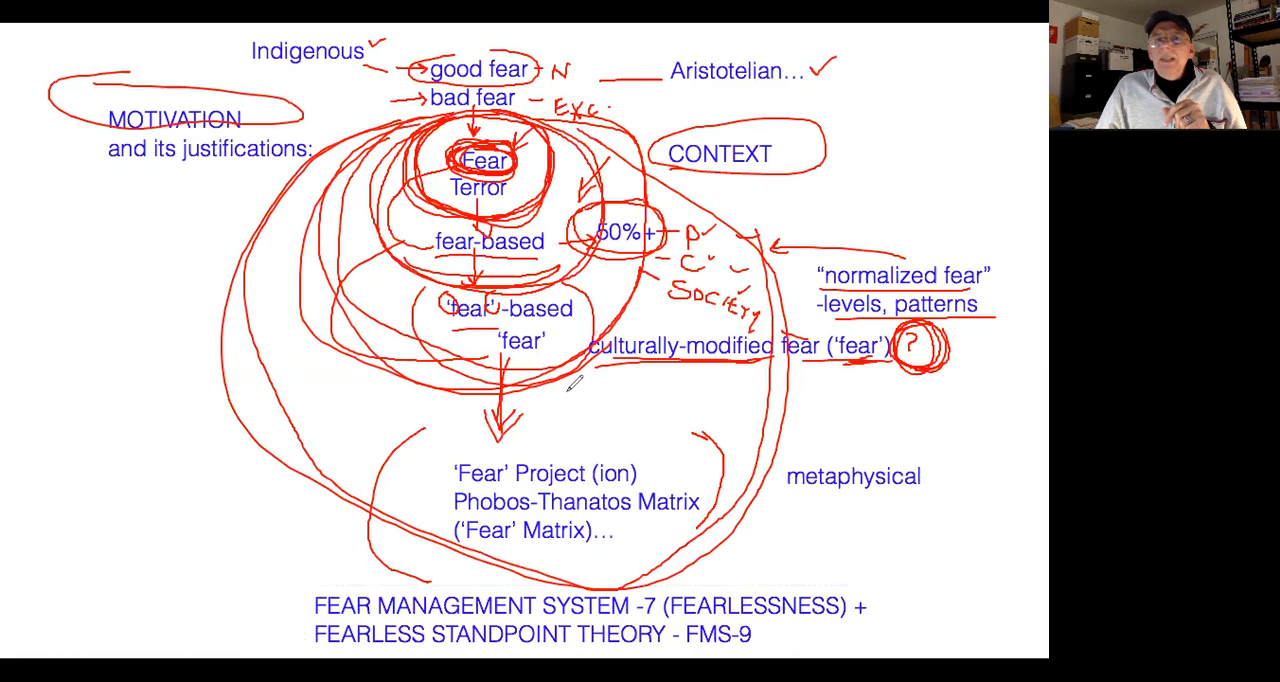 Indigenous
good fear N
Aristotelian...
bad fear EXC.
MOTIVATION
and its justifications:
CONTEXT
Fear
Terror
50%+ P
fear-based
C
SOCIETY
"normalized fear"
-levels, patterns
'fear'-based
'fear'
culturally-modified fear ('fear') ?
'Fear' Project (ion)
Phobos-Thanatos Matrix
('Fear' Matrix)...
metaphysical
FEAR MANAGEMENT SYSTEM -7 (FEARLESSNESS) +
FEARLESS STANDPOINT THEORY - FMS-9